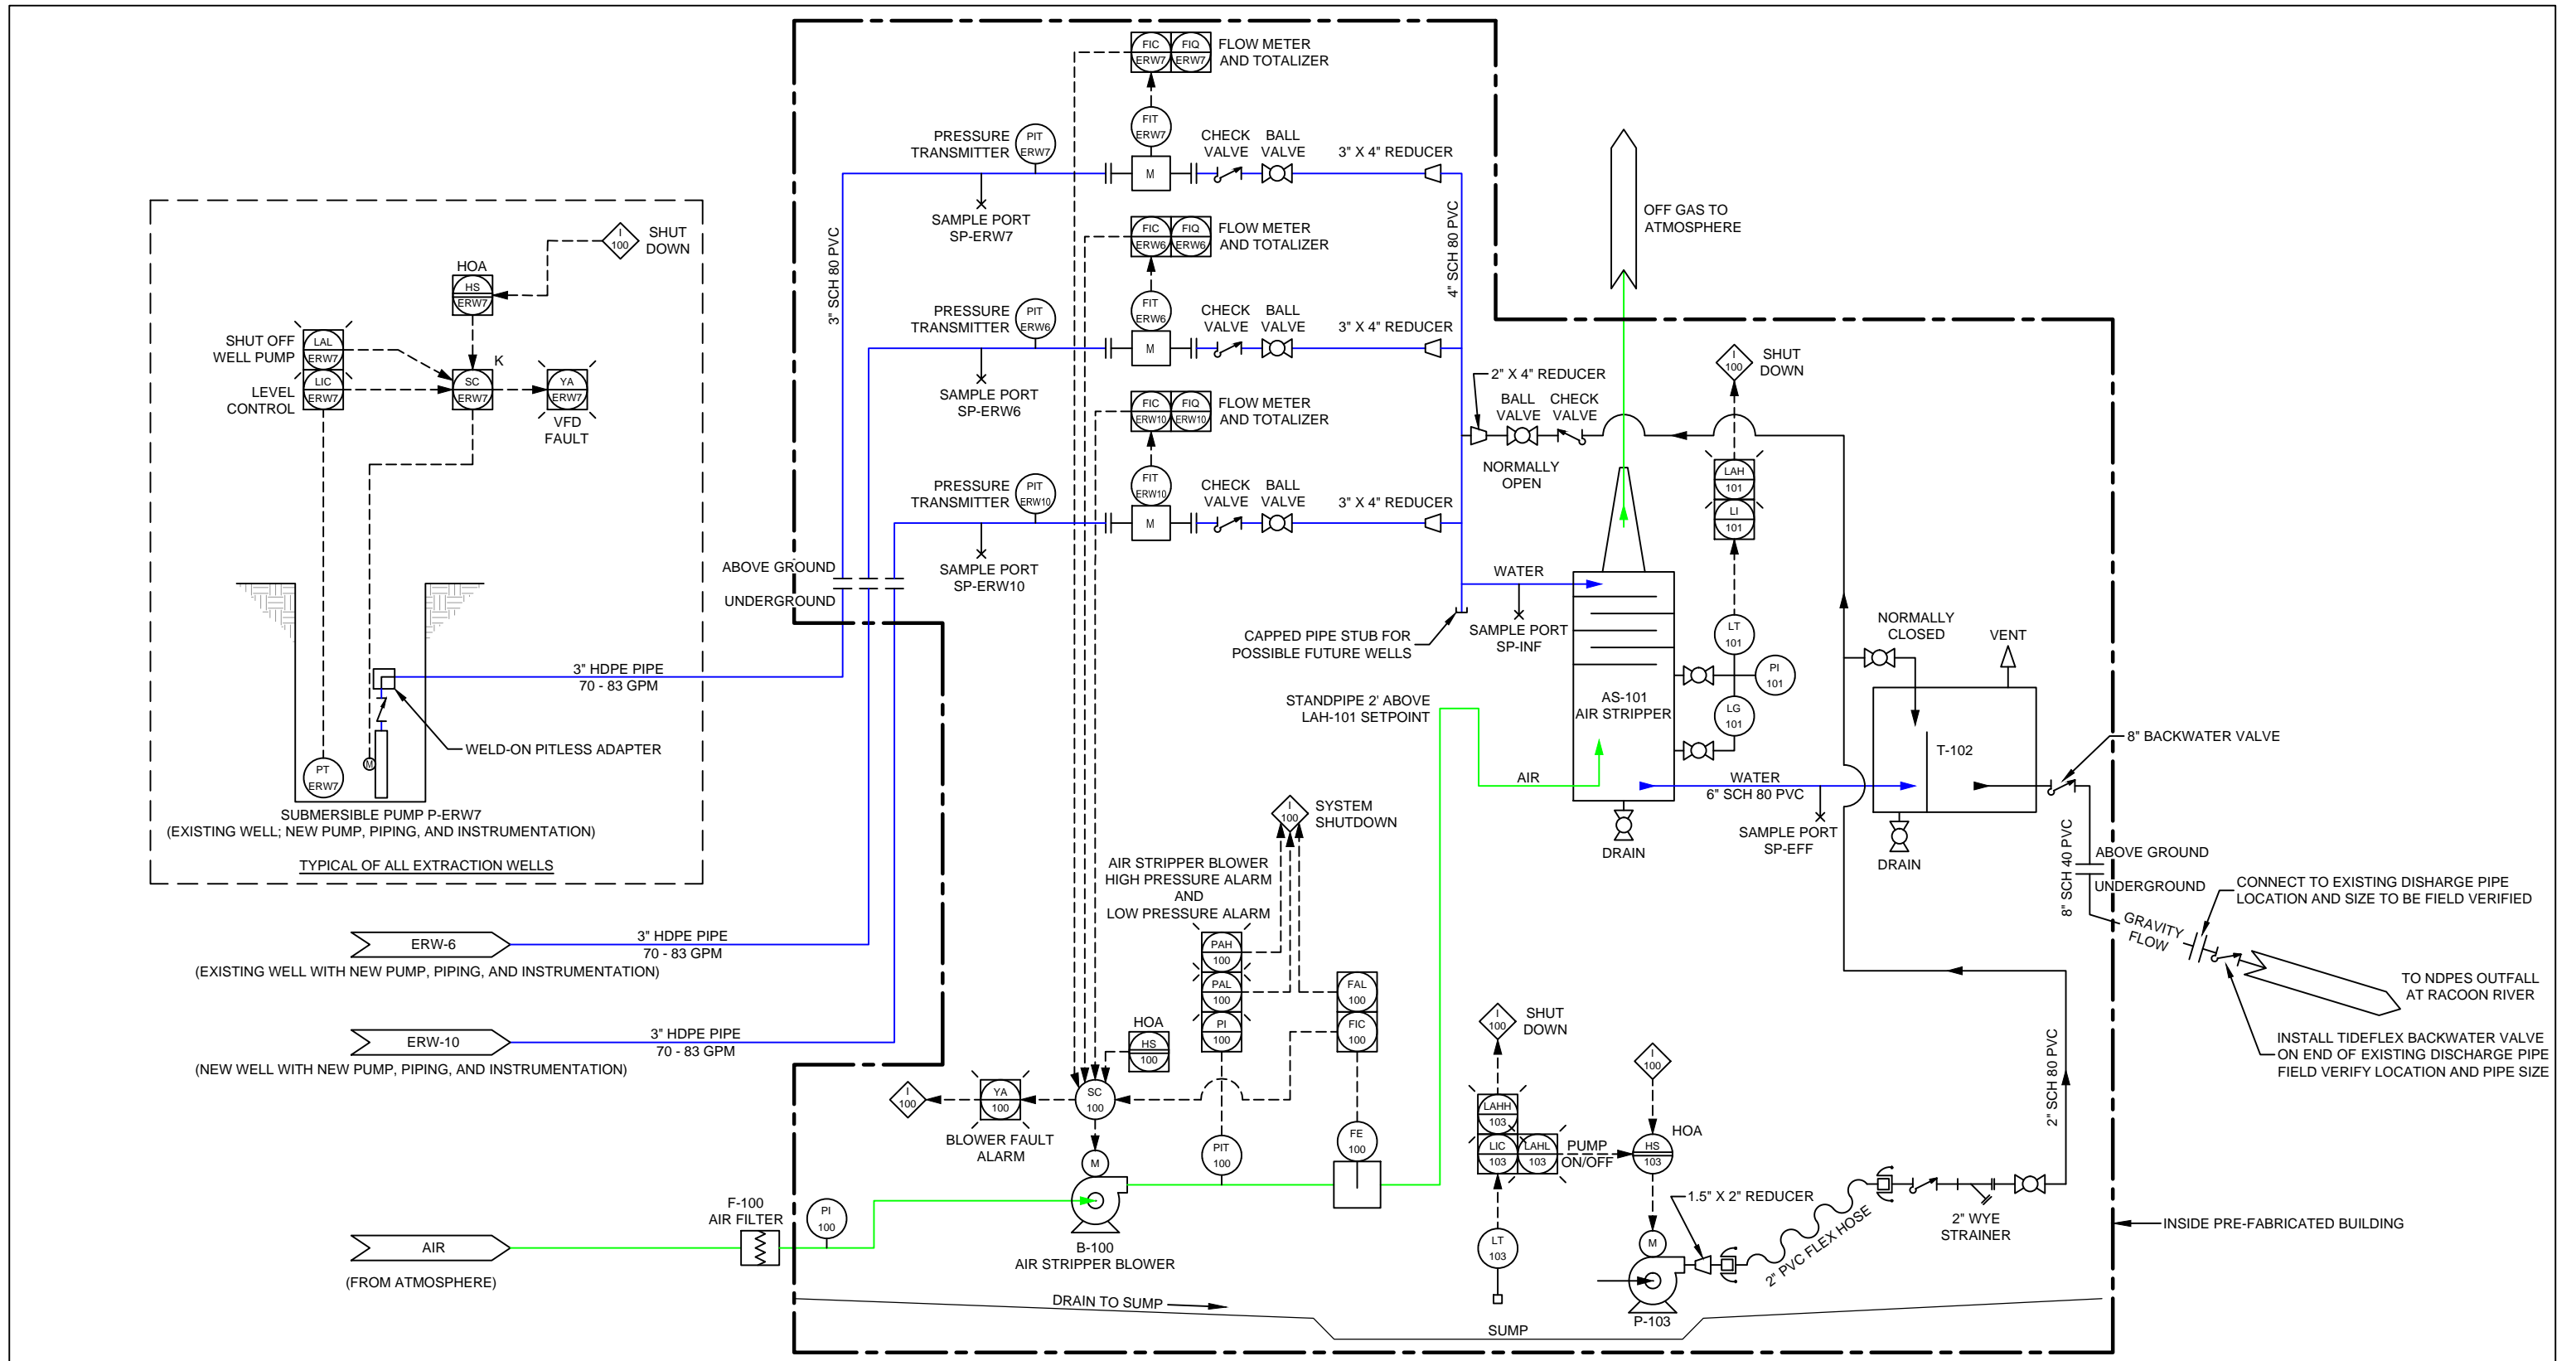 FIC
ERW7
FIQ
ERW7
FLOW METER
AND TOTALIZER
FIT
ERW7
PRESSURE
TRANSMITTER
PIT
ERW7
M
CHECK
VALVE
BALL
VALVE
3" X 4" REDUCER
SAMPLE PORT
SP-ERW7
FIC
ERW6
FIQ
ERW6
FLOW METER
AND TOTALIZER
FIT
ERW6
PRESSURE
TRANSMITTER
PIT
ERW6
M
CHECK
VALVE
BALL
VALVE
3" X 4" REDUCER
SAMPLE PORT
SP-ERW6
FIC
ERW10
FIQ
ERW10
FLOW METER
AND TOTALIZER
FIT
ERW10
PRESSURE
TRANSMITTER
PIT
ERW10
M
CHECK
VALVE
BALL
VALVE
3" X 4" REDUCER
SAMPLE PORT
SP-ERW10
3" SCH 80 PVC
4" SCH 80 PVC
ABOVE GROUND
UNDERGROUND
I
100
SHUT
DOWN
HOA
HS
ERW7
SHUT OFF
WELL PUMP
LAL
ERW7
LEVEL
CONTROL
LIC
ERW7
K
SC
ERW7
YA
ERW7
VFD
FAULT
3" HDPE PIPE
70 - 83 GPM
WELD-ON PITLESS ADAPTER
PT
ERW7
M
SUBMERSIBLE PUMP P-ERW7
(EXISTING WELL; NEW PUMP, PIPING, AND INSTRUMENTATION)
TYPICAL OF ALL EXTRACTION WELLS
ERW-6
3" HDPE PIPE
70 - 83 GPM
(EXISTING WELL WITH NEW PUMP, PIPING, AND INSTRUMENTATION)
ERW-10
3" HDPE PIPE
70 - 83 GPM
(NEW WELL WITH NEW PUMP, PIPING, AND INSTRUMENTATION)
AIR
(FROM ATMOSPHERE)
F-100
AIR FILTER
PI
100
OFF GAS TO
ATMOSPHERE
2" X 4" REDUCER
BALL
VALVE
CHECK
VALVE
NORMALLY
OPEN
I
100
SHUT
DOWN
LAH
101
LI
101
LT
101
PI
101
LG
101
WATER
SAMPLE PORT
SP-INF
CAPPED PIPE STUB FOR
POSSIBLE FUTURE WELLS
STANDPIPE 2' ABOVE
LAH-101 SETPOINT
AS-101
AIR STRIPPER
AIR
DRAIN
WATER
6" SCH 80 PVC
SAMPLE PORT
SP-EFF
NORMALLY
CLOSED
VENT
T-102
DRAIN
8" BACKWATER VALVE
8" SCH 40 PVC
ABOVE GROUND
UNDERGROUND
GRAVITY
FLOW
CONNECT TO EXISTING DISHARGE PIPE
LOCATION AND SIZE TO BE FIELD VERIFIED
TO NDPES OUTFALL
AT RACOON RIVER
INSTALL TIDEFLEX BACKWATER VALVE
ON END OF EXISTING DISCHARGE PIPE
FIELD VERIFY LOCATION AND PIPE SIZE
I
100
SYSTEM
SHUTDOWN
AIR STRIPPER BLOWER
HIGH PRESSURE ALARM
AND
LOW PRESSURE ALARM
PAH
100
PAL
100
PI
100
FAL
100
FIC
100
HOA
HS
100
I
100
YA
100
SC
100
BLOWER FAULT
ALARM
M
PIT
100
FE
100
B-100
AIR STRIPPER BLOWER
I
100
SHUT
DOWN
LAHH
103
LIC
103
LAHL
103
PUMP
ON/OFF
LT
103
I
100
HOA
HS
103
M
P-103
1.5" X 2" REDUCER
2" PVC FLEX HOSE
2" WYE
STRAINER
2" SCH 80 PVC
INSIDE PRE-FABRICATED BUILDING
DRAIN TO SUMP
SUMP